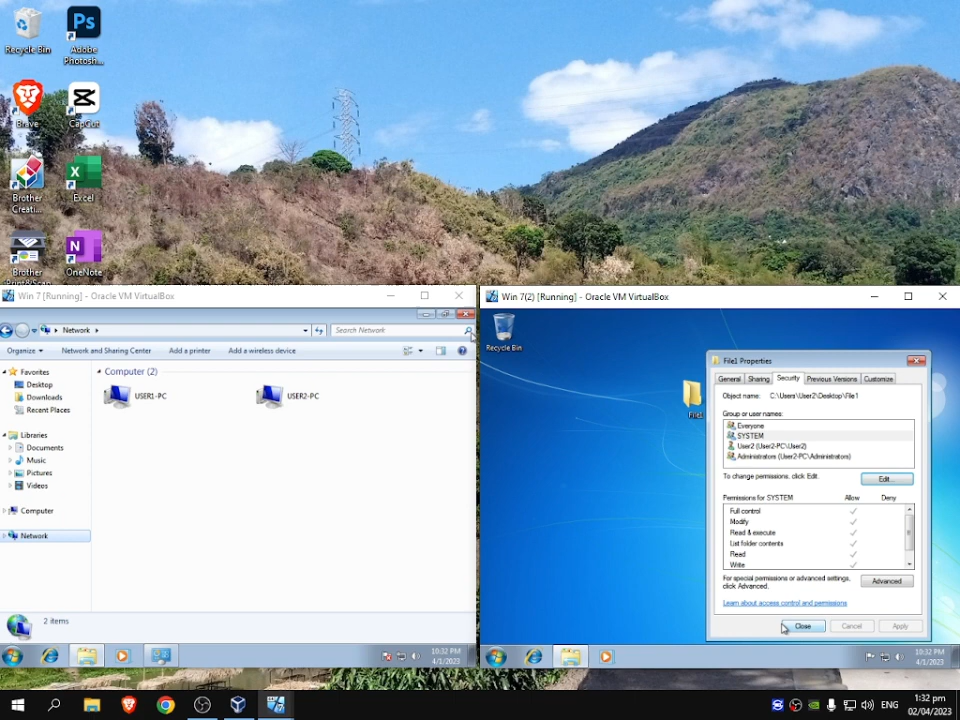 Recycle Bin
Adobe Photosh...
Brave
CapCut
Brother Creati...
Excel
Brother Print&Scan
OneNote
Win 7 [Running] - Oracle VM VirtualBox
Network
Search Network
Organize
Network and Sharing Center
Add a printer
Add a wireless device
Favorites
Desktop
Downloads
Recent Places
Libraries
Documents
Music
Pictures
Videos
Computer
Network
Computer (2)
USER1-PC
USER2-PC
2 items
10:32 PM
4/1/2023
Win 7(2) [Running] - Oracle VM VirtualBox
Recycle Bin
File1
File1 Properties
General
Sharing
Security
Previous Versions
Customize
Object name: C:\Users\User2\Desktop\File1
Group or user names:
Everyone
SYSTEM
User2 (User2-PC\User2)
Administrators (User2-PC\Administrators)
To change permissions, click Edit.
Edit...
Permissions for SYSTEM Allow Deny
Full control
Modify
Read & execute
List folder contents
Read
Write
For special permissions or advanced settings,
click Advanced.
Advanced
Learn about access control and permissions
Close
Cancel
Apply
10:32 PM
4/1/2023
ENG
1:32 pm
02/04/2023